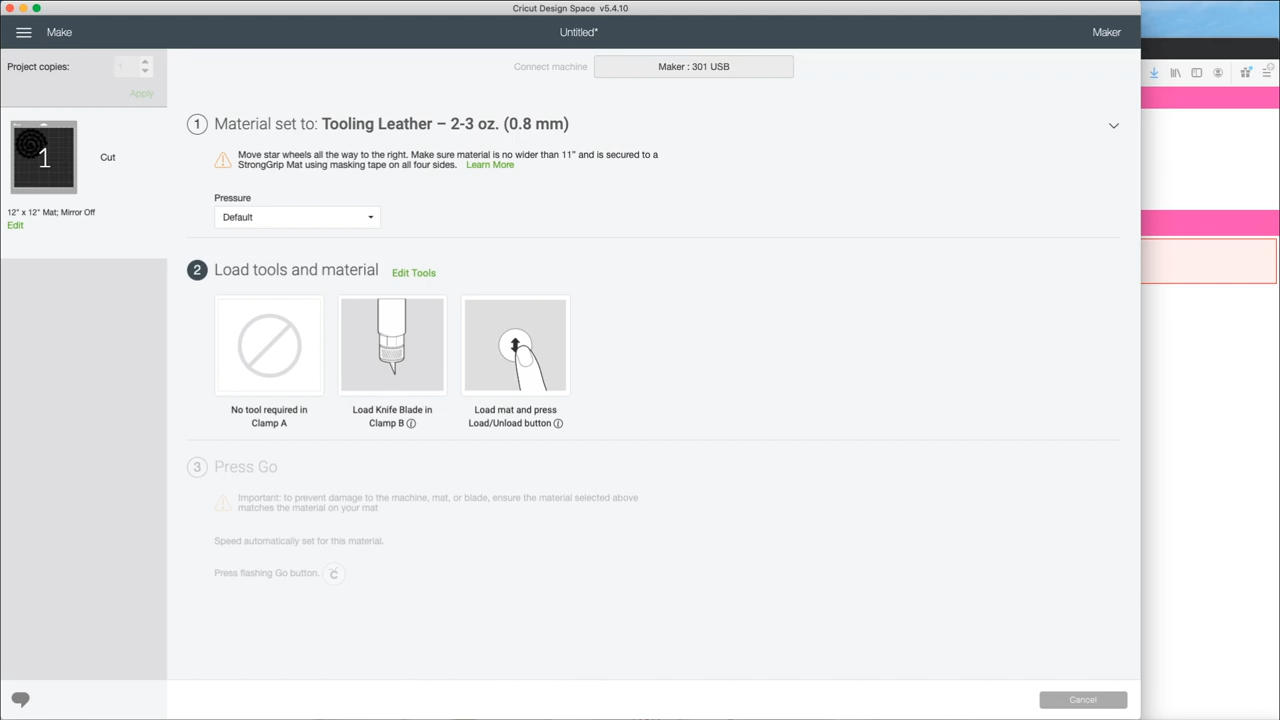 Cricut Design Space v5.4.10
Make
Untitled*
Maker
Project copies:
1
Apply
Connect machine
Maker : 301 USB
1
Cut
12" x 12" Mat; Mirror Off
Edit
1
Material set to: Tooling Leather – 2-3 oz. (0.8 mm)
Move star wheels all the way to the right. Make sure material is no wider than 11" and is secured to a
StrongGrip Mat using masking tape on all four sides. Learn More
Pressure
Default
2
Load tools and material
Edit Tools
No tool required in
Clamp A
Load Knife Blade in
Clamp B
Load mat and press
Load/Unload button
3
Press Go
Important: to prevent damage to the machine, mat, or blade, ensure the material selected above
matches the material on your mat
Speed automatically set for this material.
Press flashing Go button.
Cancel